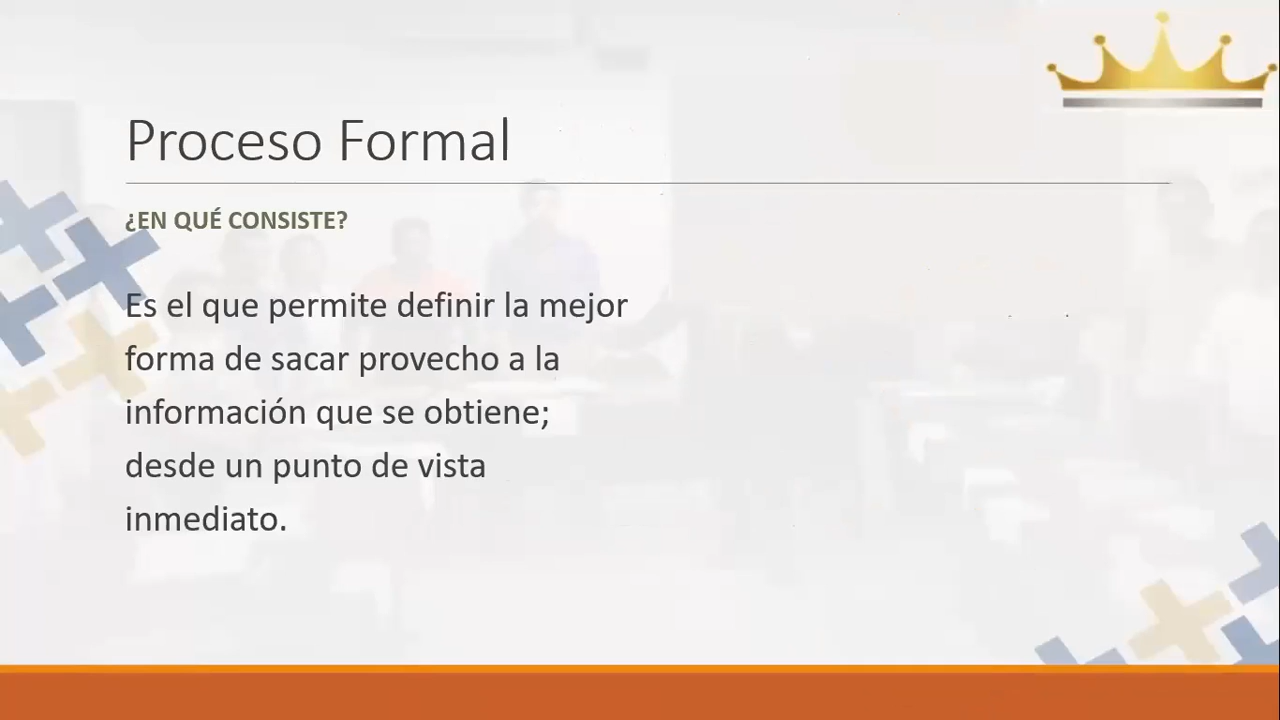 Proceso Formal
¿EN QUÉ CONSISTE?
Es el que permite definir la mejor
forma de sacar provecho a la
información que se obtiene;
desde un punto de vista
inmediato.